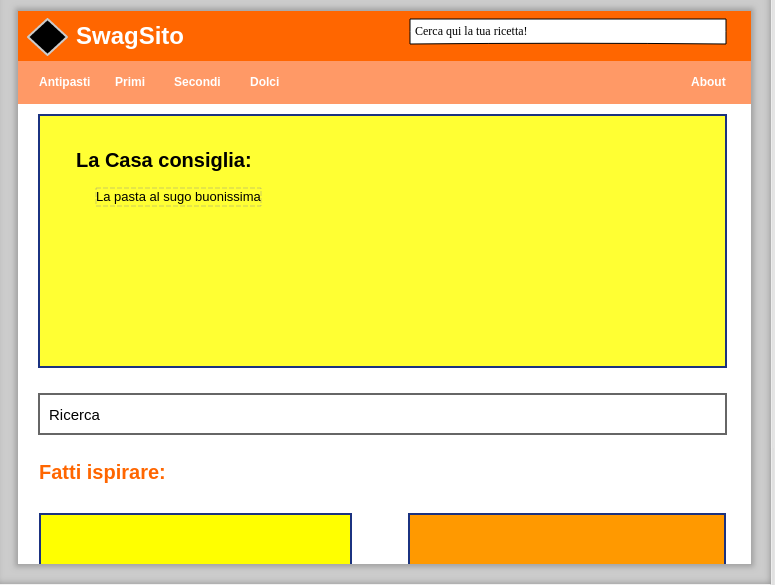 SwagSito
Cerca qui la tua ricetta!
Antipasti Primi Secondi Dolci About
La Casa consiglia:
La pasta al sugo buonissima
Ricerca
Fatti ispirare: